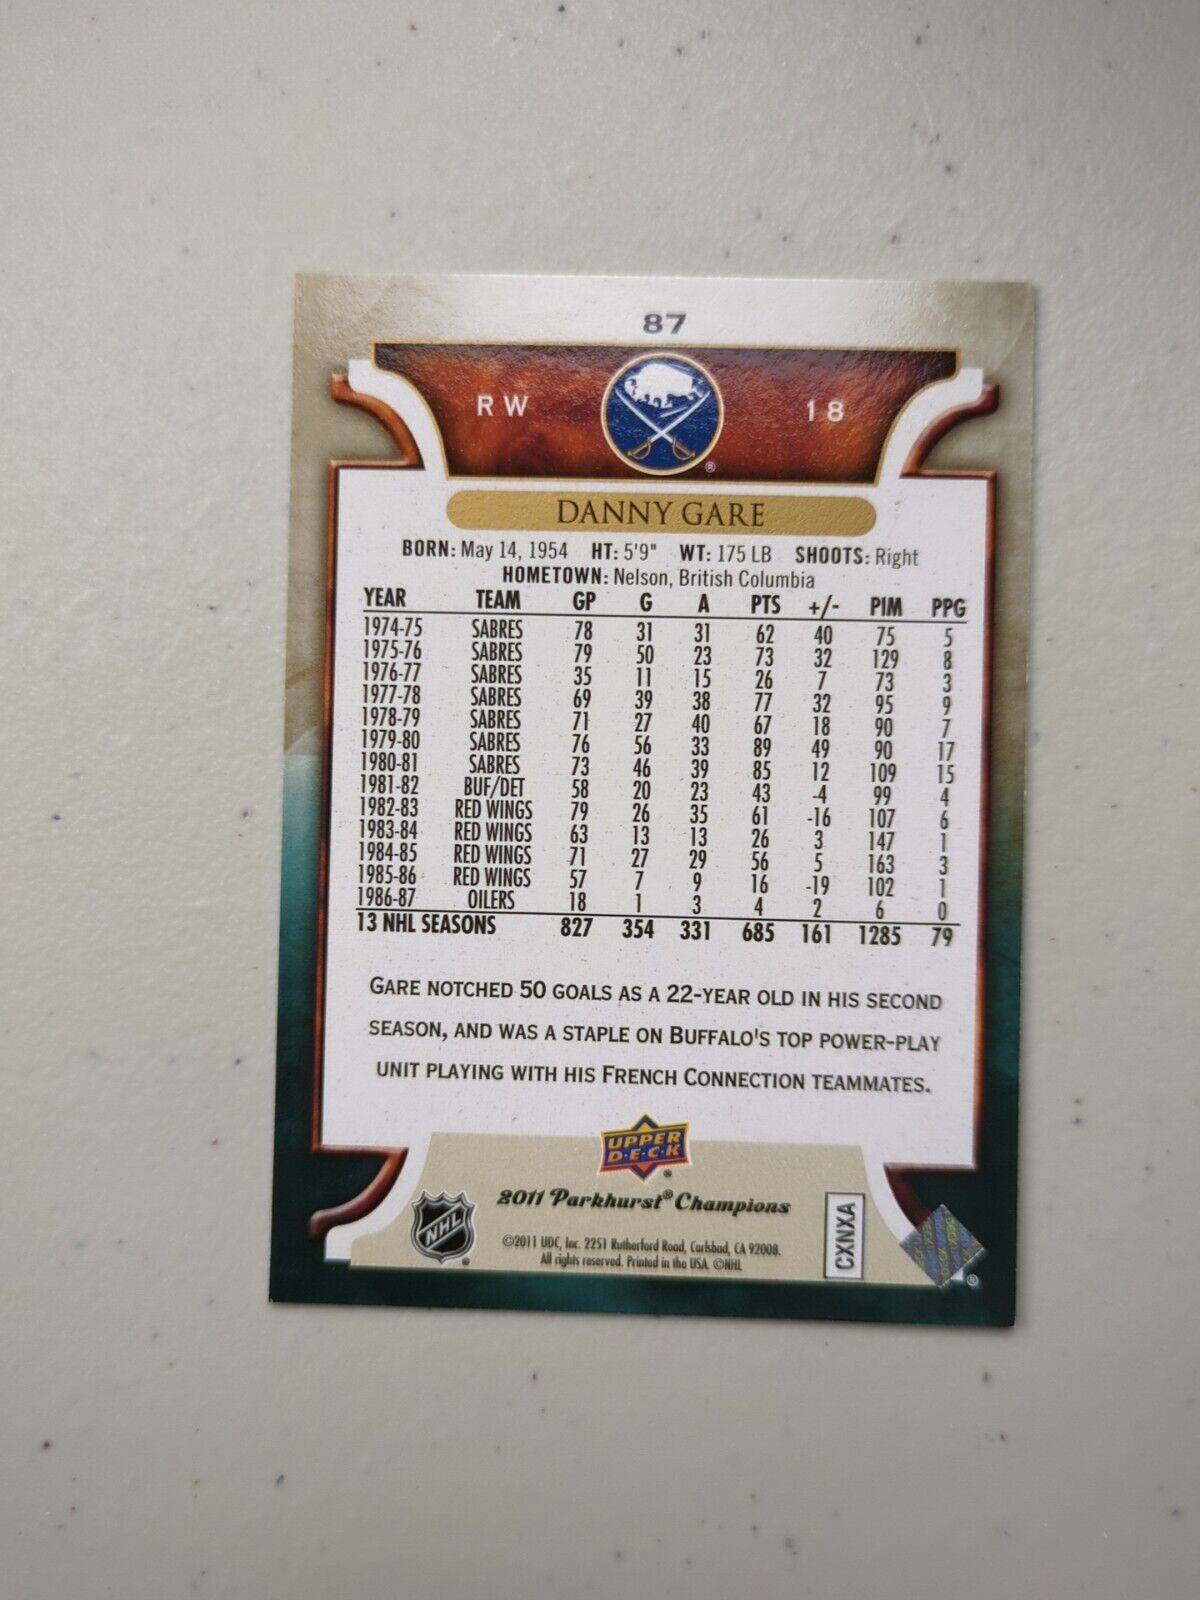 87
RW 18
®
DANNY GARE
BORN: May 14, 1954 HT: 5'9" WT: 175 LB SHOOTS: Right
HOMETOWN: Nelson, British Columbia
YEAR TEAM GP G A PTS +/- PIM PPG
1974-75 SABRES 78 31 31 62 40 75 5
1975-76 SABRES 79 50 23 73 32 129 8
1976-77 SABRES 35 11 15 26 7 73 3
1977-78 SABRES 69 39 38 77 32 95 9
1978-79 SABRES 71 27 40 67 18 90 7
1979-80 SABRES 76 56 33 89 49 90 17
1980-81 SABRES 73 46 39 85 12 109 15
1981-82 BUF/DET 58 20 23 43 -4 99 4
1982-83 RED WINGS 79 26 35 61 -16 107 6
1983-84 RED WINGS 63 13 13 26 3 147 1
1984-85 RED WINGS 71 27 29 56 5 163 3
1985-86 RED WINGS 57 7 9 16 -19 102 1
1986-87 OILERS 18 1 3 4 2 6 0
13 NHL SEASONS 827 354 331 685 161 1285 79
GARE NOTCHED 50 GOALS AS A 22-YEAR OLD IN HIS SECOND
SEASON, AND WAS A STAPLE ON BUFFALO'S TOP POWER-PLAY
UNIT PLAYING WITH HIS FRENCH CONNECTION TEAMMATES.
UPPER
D·E·C·K
®
2011 Parkhurst® Champions
NHL
©2011 UDC, Inc. 2251 Rutherford Road, Carlsbad, CA 92008.
All rights reserved. Printed in the USA. ©NHL
CXNXA
®